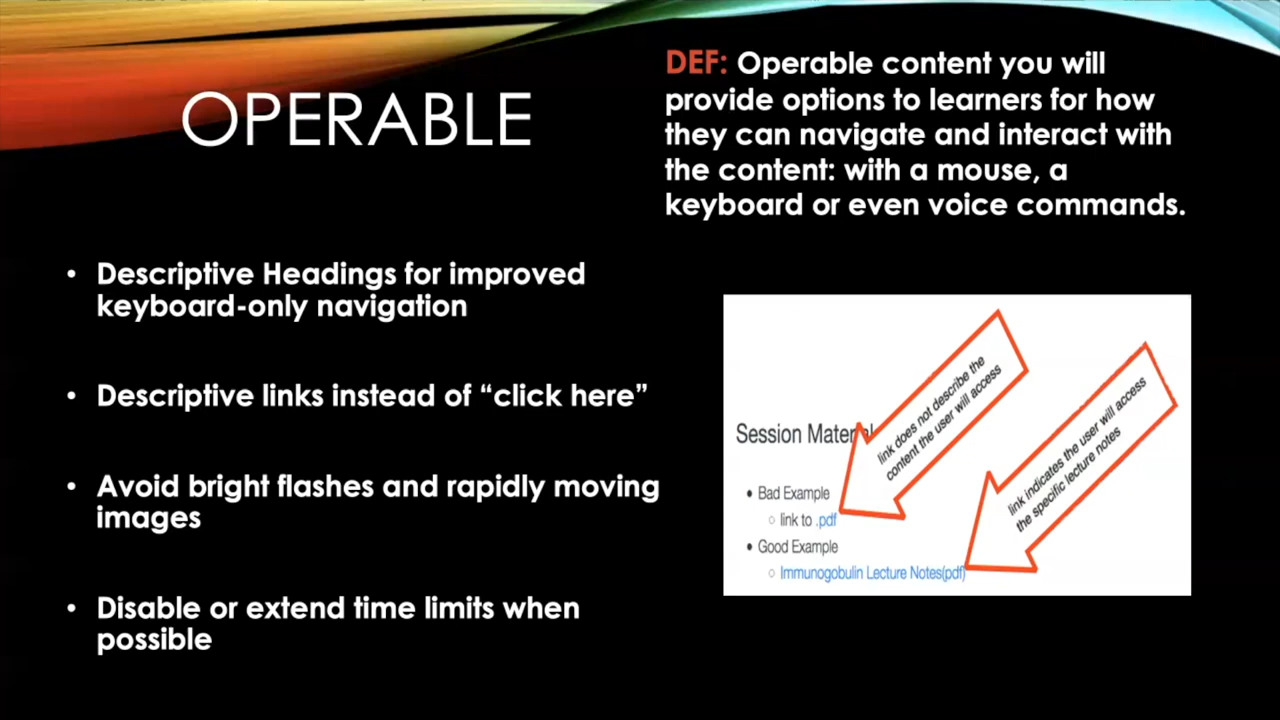 OPERABLE
DEF: Operable content you will
provide options to learners for how
they can navigate and interact with
the content: with a mouse, a
keyboard or even voice commands.
• Descriptive Headings for improved
keyboard-only navigation
• Descriptive links instead of “click here”
• Avoid bright flashes and rapidly moving
images
• Disable or extend time limits when
possible
link does not describe the
content the user will access
link indicates the user will access
the specific lecture notes
Session Material
• Bad Example
○ link to .pdf
• Good Example
○ Immunogobulin Lecture Notes(pdf)